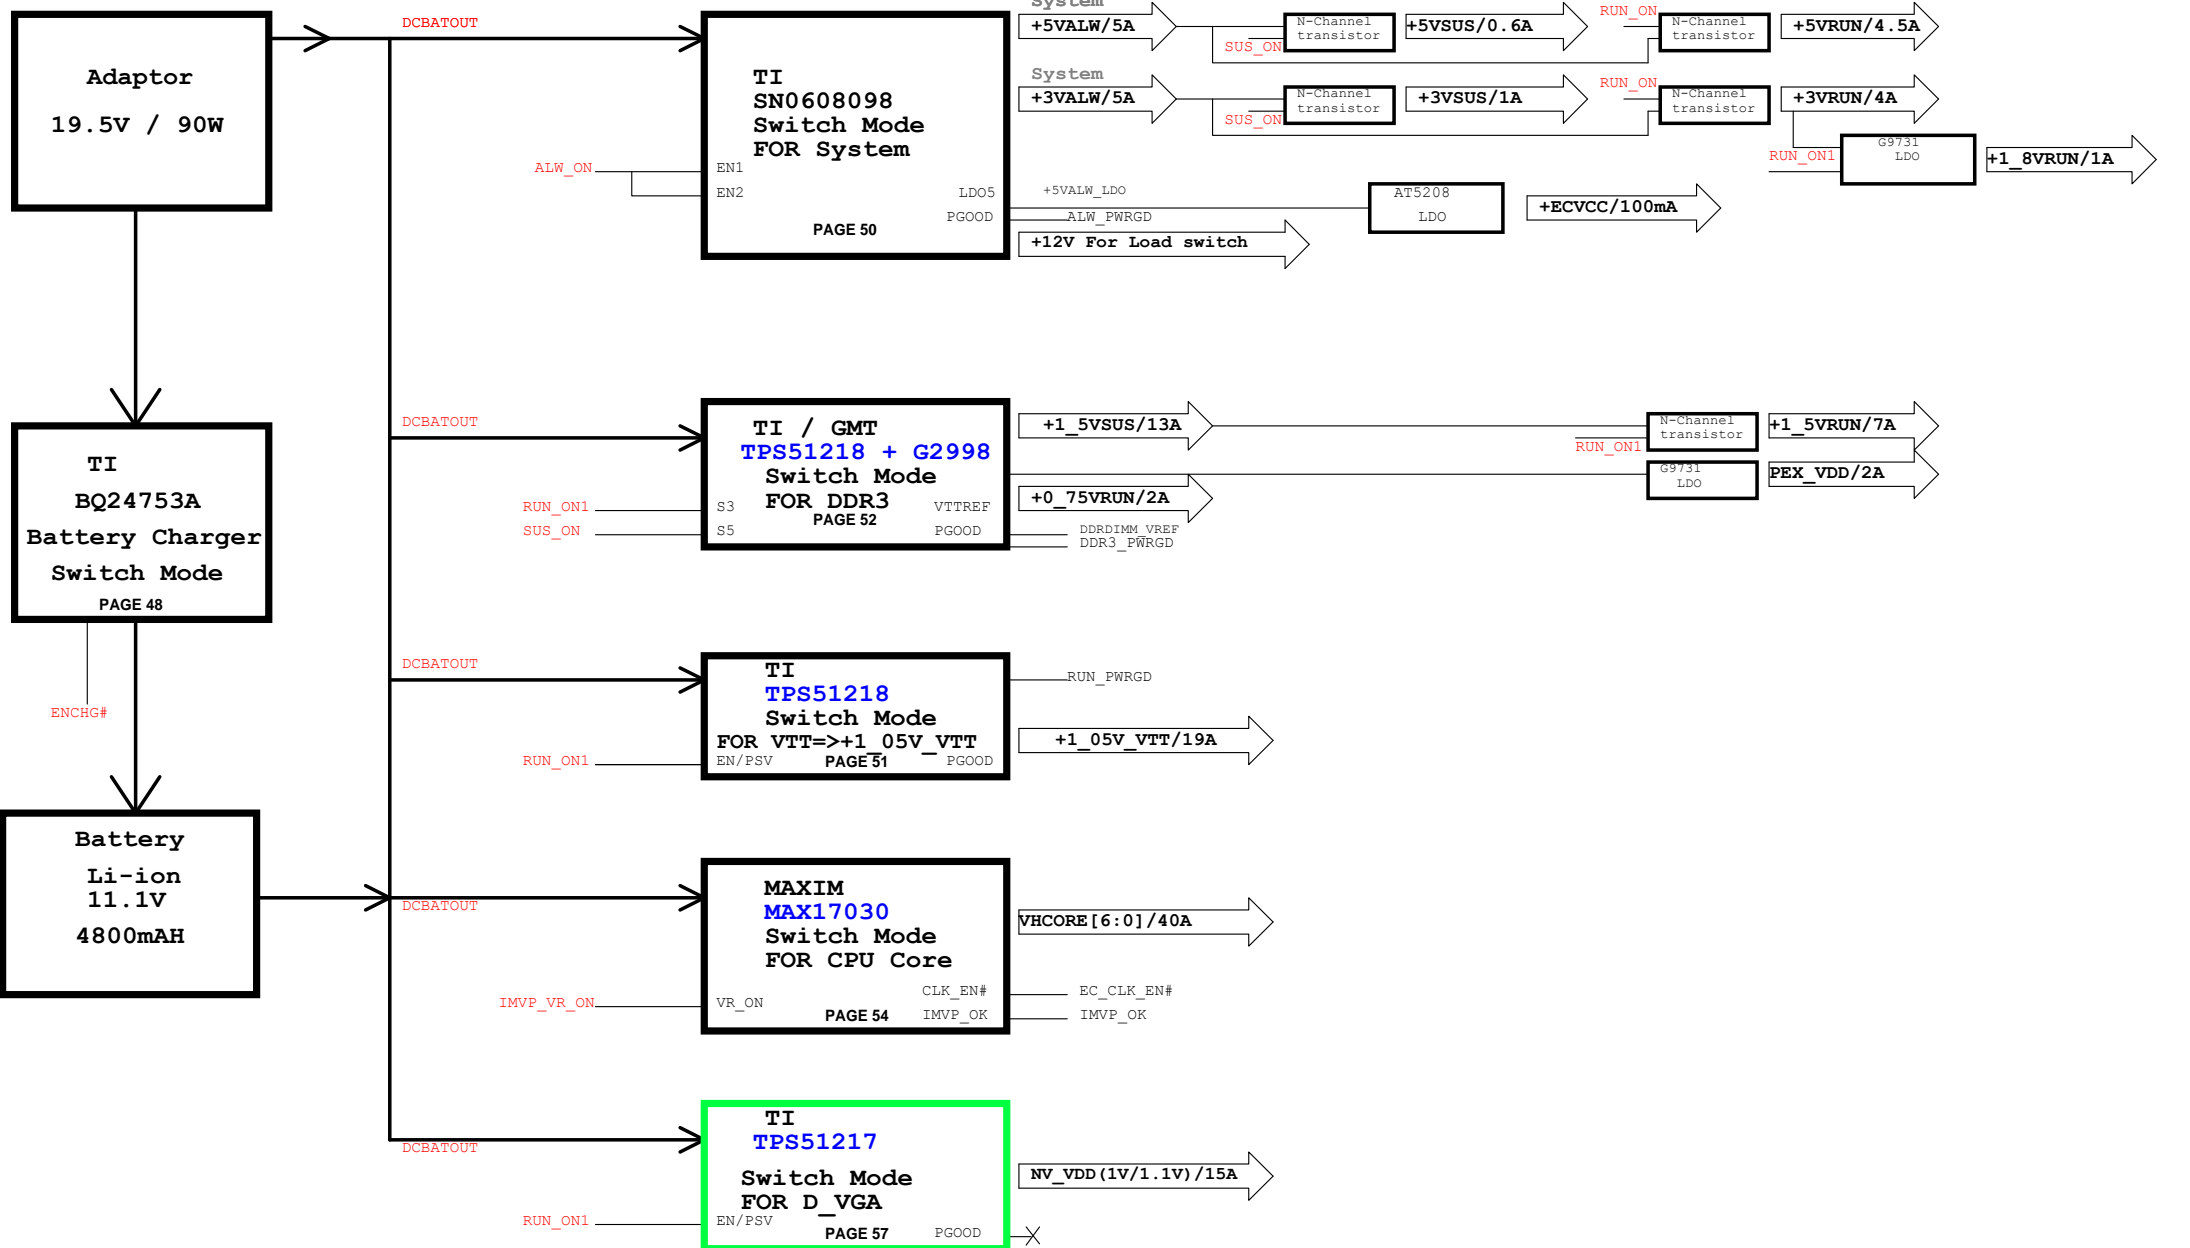 Adaptor
19.5V / 90W
TI
BQ24753A
Battery Charger
Switch Mode
PAGE 48
ENCHG#
Battery
Li-ion
11.1V
4800mAH
DCBATOUT
TI
SN0608098
Switch Mode
FOR System
ALW_ON
EN1
EN2
LDO5
PGOOD
PAGE 50
System
+5VALW/5A
SUS_ON
N-Channel
transistor
+5VSUS/0.6A
RUN_ON
N-Channel
transistor
+5VRUN/4.5A
System
+3VALW/5A
SUS_ON
N-Channel
transistor
+3VSUS/1A
RUN_ON
N-Channel
transistor
+3VRUN/4A
RUN_ON1
G9731
LDO
+1_8VRUN/1A
+5VALW_LDO
ALW_PWRGD
AT5208
LDO
+ECVCC/100mA
+12V For Load switch
DCBATOUT
TI / GMT
TPS51218 + G2998
Switch Mode
FOR DDR3
PAGE 52
RUN_ON1
S3
SUS_ON
S5
VTTREF
PGOOD
+1_5VSUS/13A
RUN_ON1
N-Channel
transistor
+1_5VRUN/7A
G9731
LDO
PEX_VDD/2A
+0_75VRUN/2A
DDRDIMM_VREF
DDR3_PWRGD
DCBATOUT
TI
TPS51218
Switch Mode
FOR VTT=>+1_05V_VTT
RUN_ON1
EN/PSV
PAGE 51
PGOOD
RUN_PWRGD
+1_05V_VTT/19A
DCBATOUT
MAXIM
MAX17030
Switch Mode
FOR CPU Core
IMVP_VR_ON
VR_ON
PAGE 54
CLK_EN#
IMVP_OK
VHCORE[6:0]/40A
EC_CLK_EN#
IMVP_OK
DCBATOUT
TI
TPS51217
Switch Mode
FOR D_VGA
RUN_ON1
EN/PSV
PAGE 57
PGOOD
NV_VDD(1V/1.1V)/15A